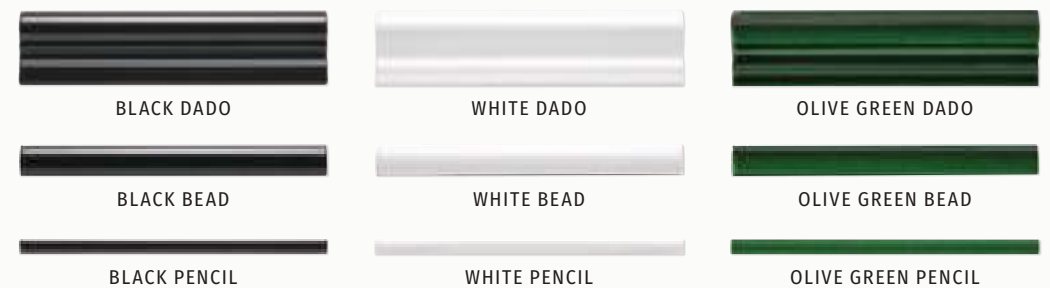 BLACK DADO
WHITE DADO
OLIVE GREEN DADO
BLACK BEAD
WHITE BEAD
OLIVE GREEN BEAD
BLACK PENCIL
WHITE PENCIL
OLIVE GREEN PENCIL